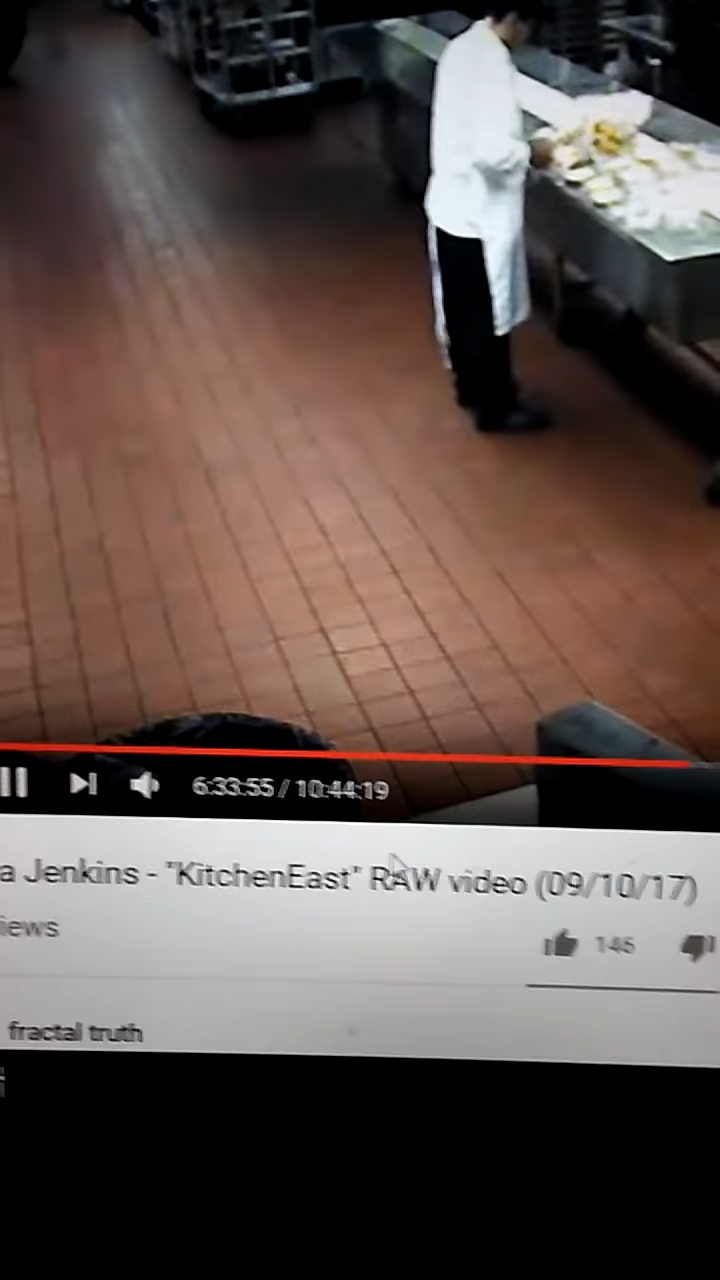 6:33:55 / 10:44:19
a Jenkins - "KitchenEast" RAW video (09/10/17)
iews
146
fractal truth